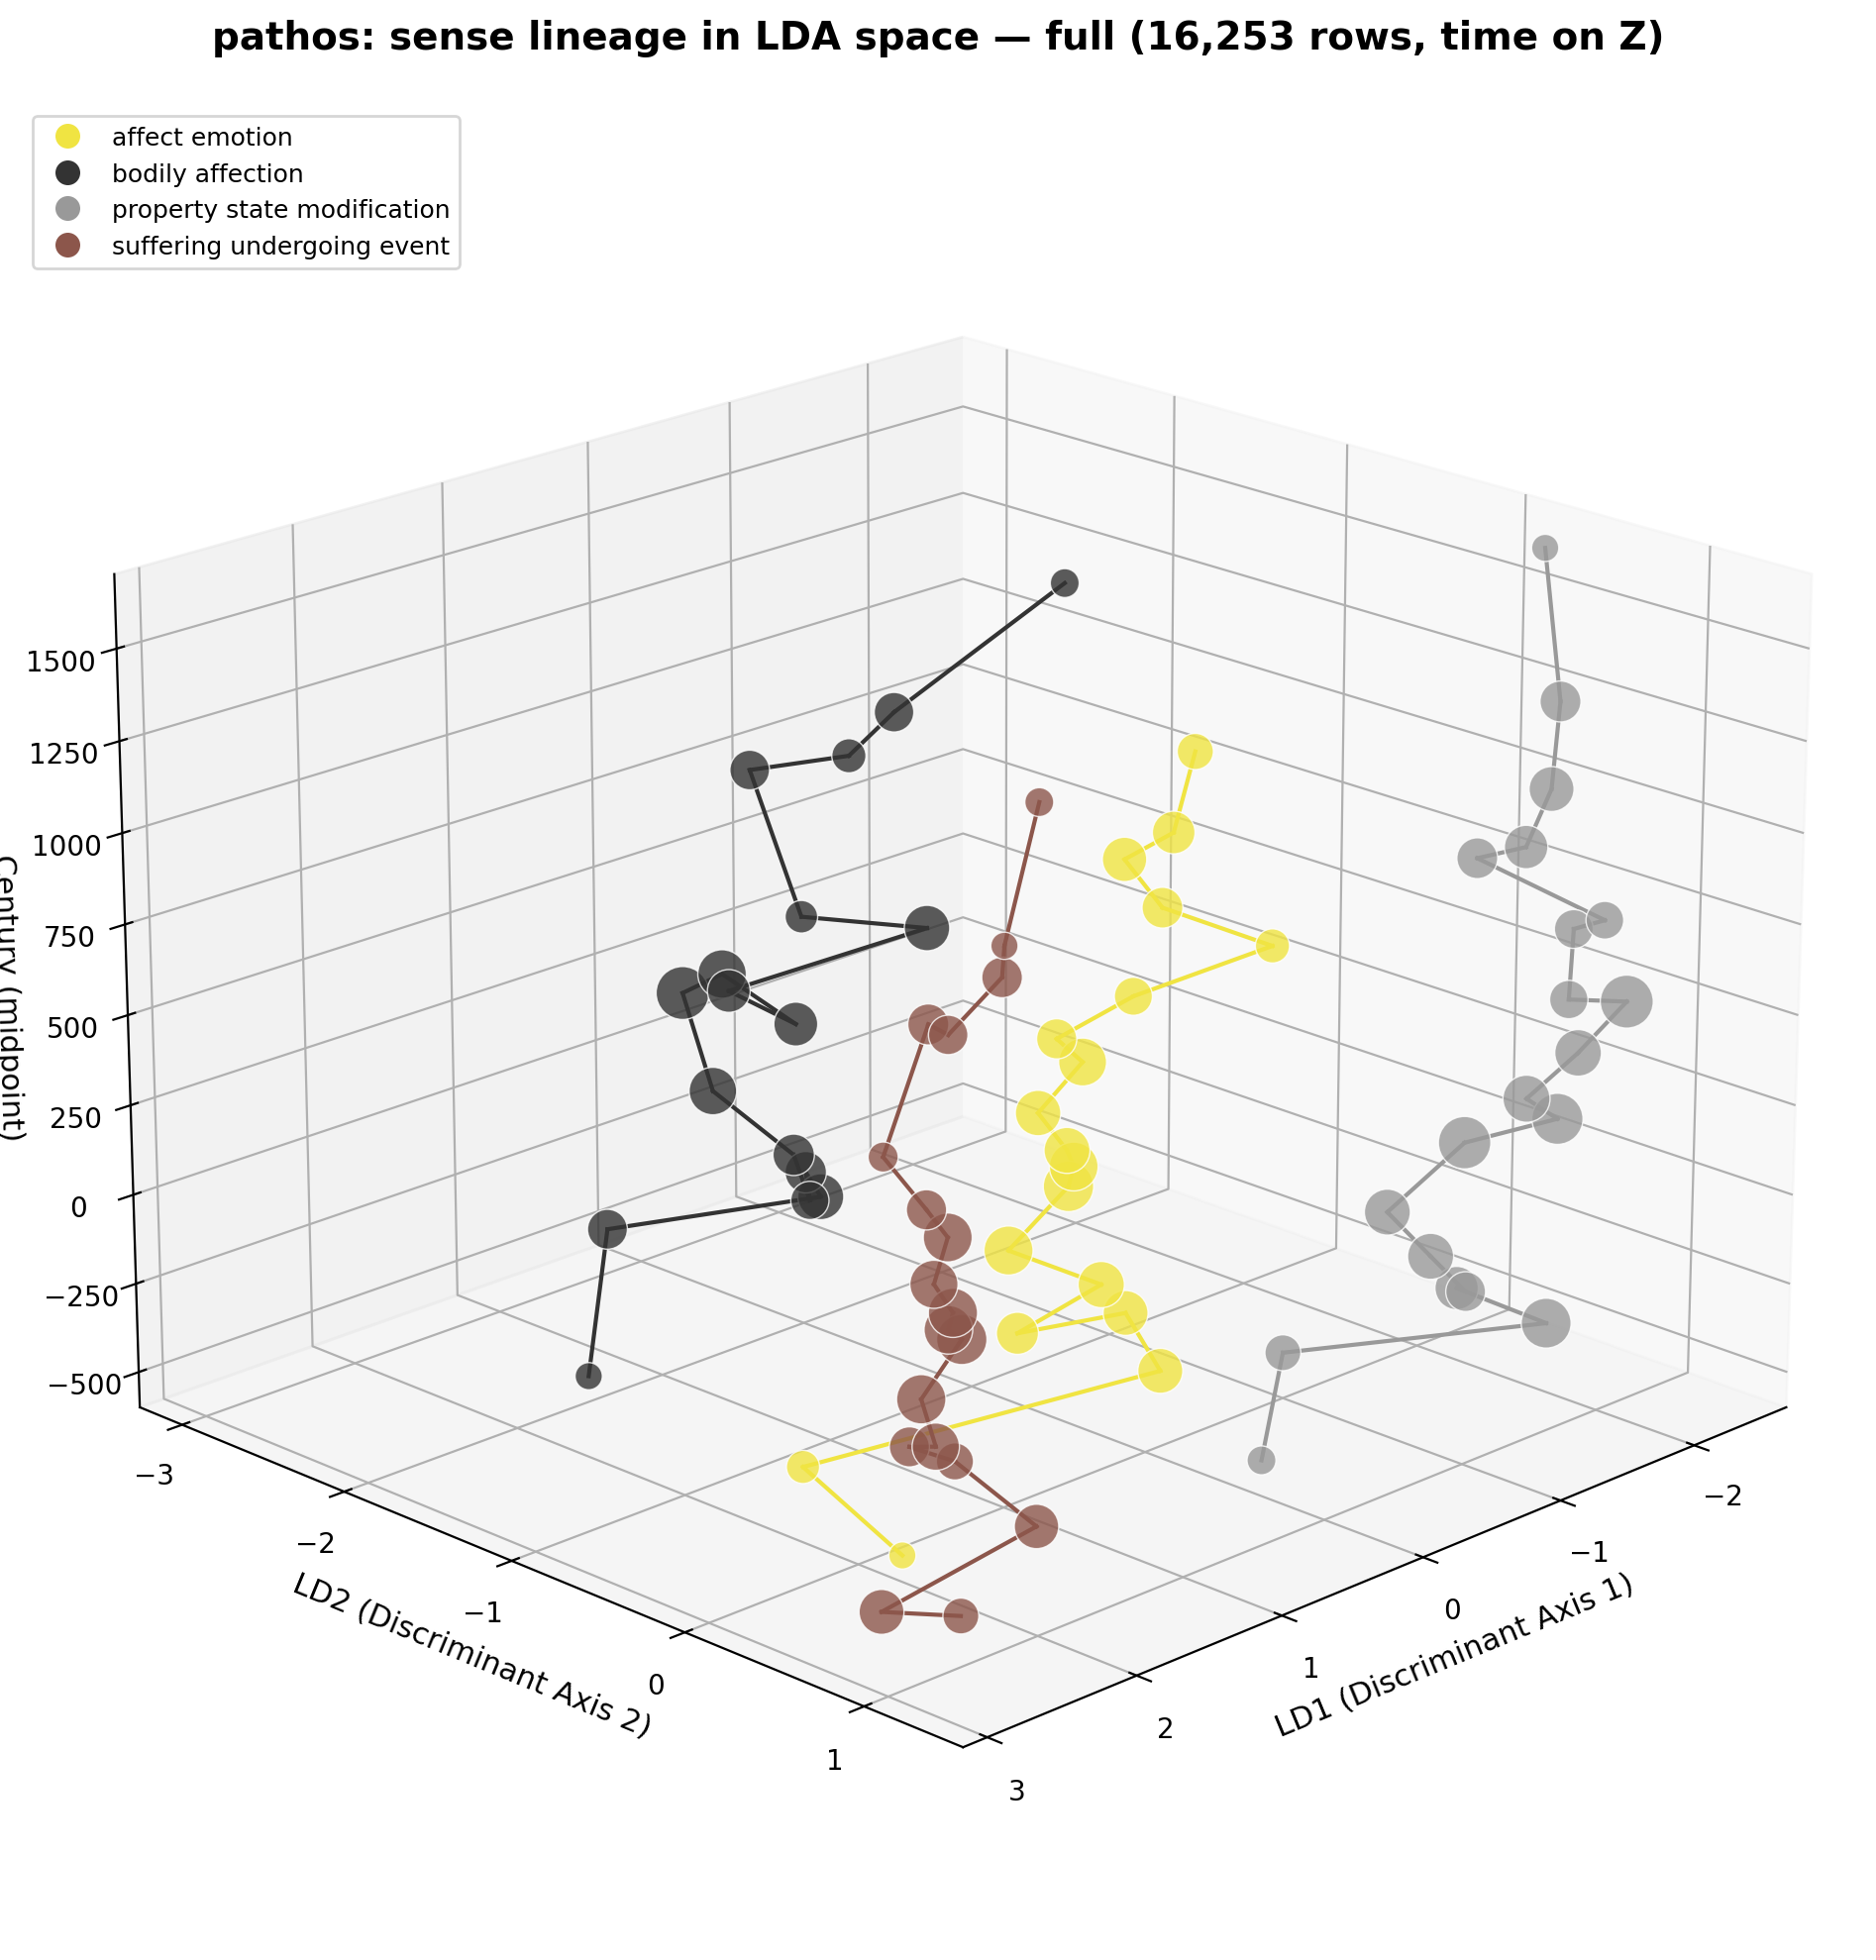 pathos: sense lineage in LDA space — full (16,253 rows, time on Z)
affect emotion
bodily affection
property state modification
suffering undergoing event
1500
1250
1000
750
500
250
0
−250
−500
Century (midpoint)
−3
−2
−1
0
1
LD2 (Discriminant Axis 2)
3
2
1
0
−1
−2
LD1 (Discriminant Axis 1)